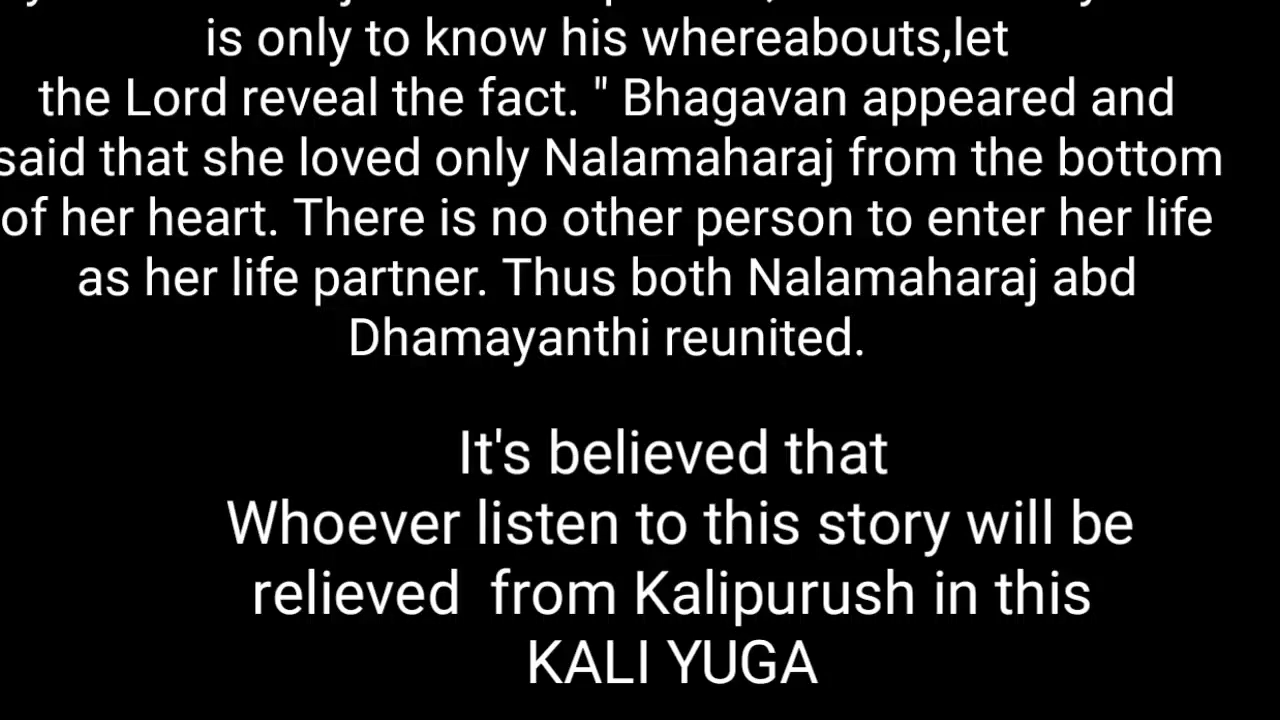 is only to know his whereabouts,let
the Lord reveal the fact. " Bhagavan appeared and
said that she loved only Nalamaharaj from the bottom
of her heart. There is no other person to enter her life
as her life partner. Thus both Nalamaharaj abd
Dhamayanthi reunited.
It's believed that
Whoever listen to this story will be
relieved  from Kalipurush in this
KALI YUGA